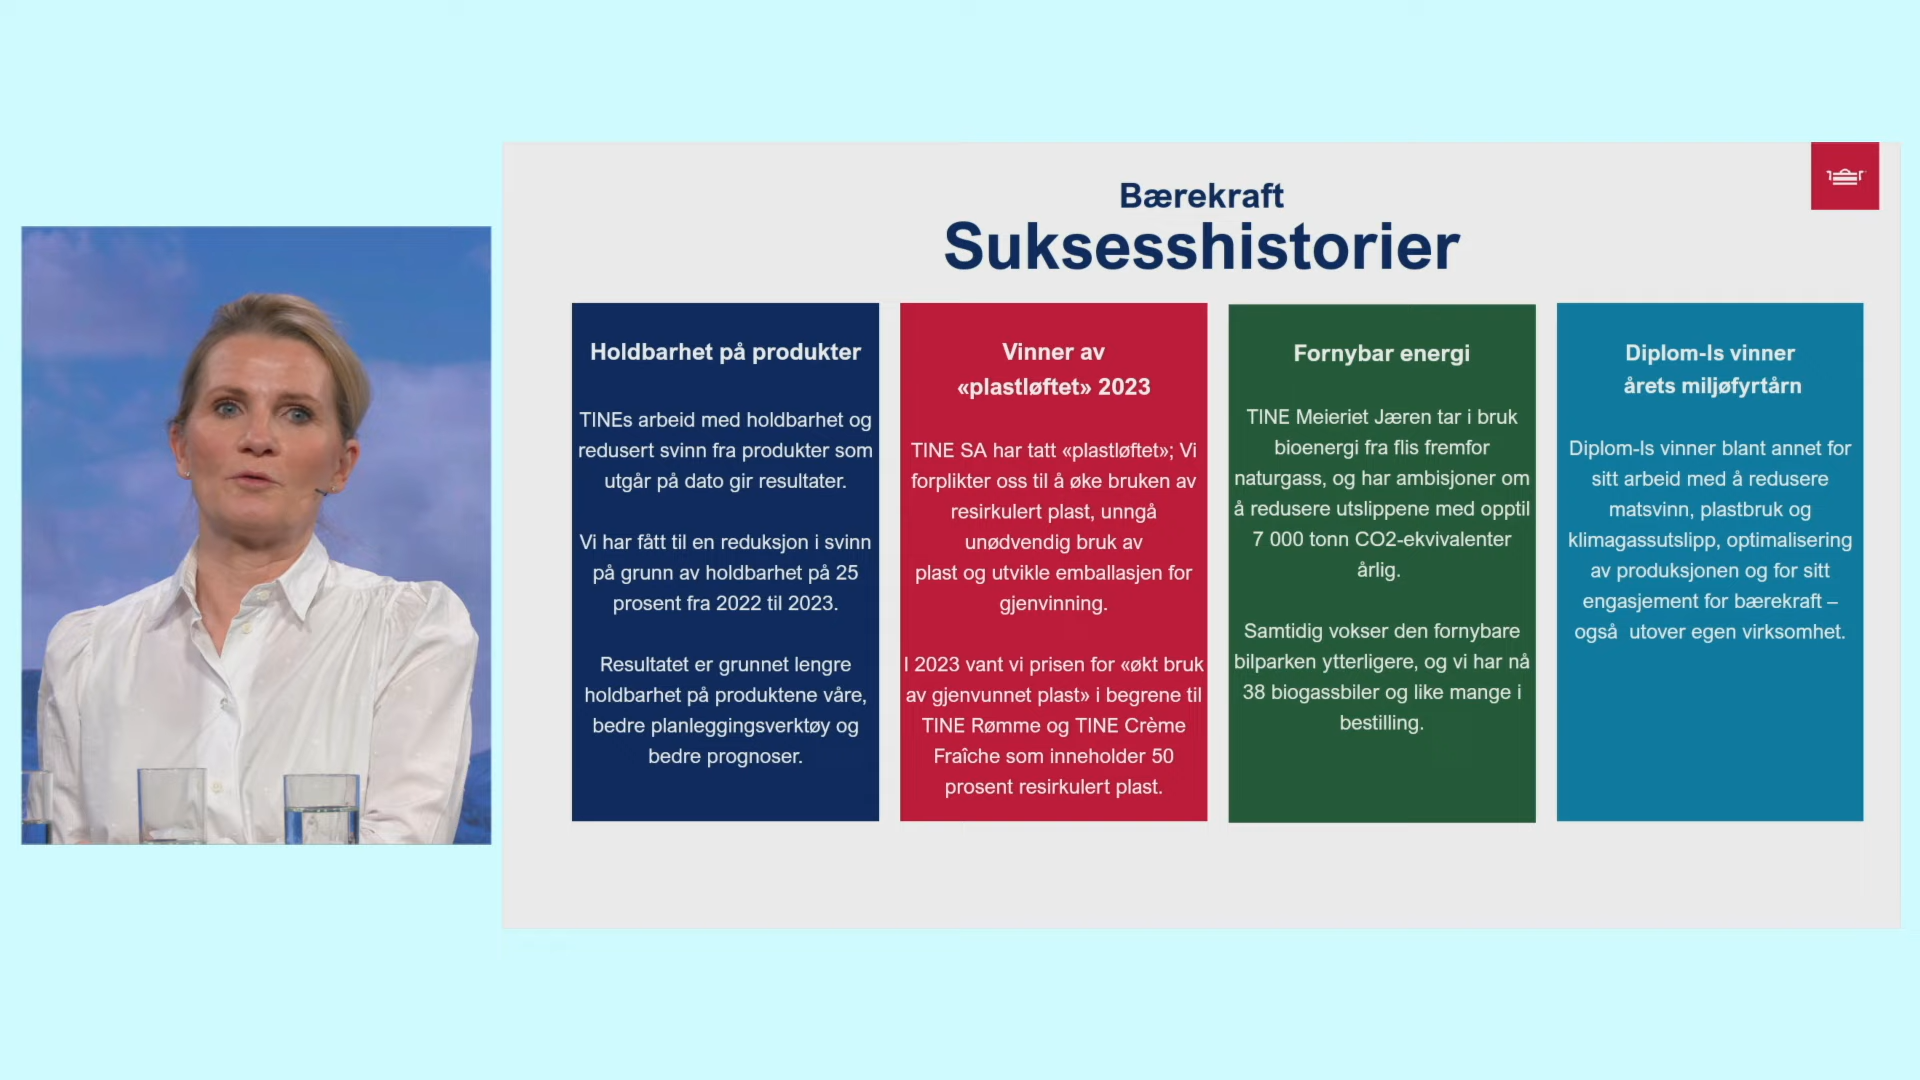 Bærekraft
Suksesshistorier
Holdbarhet på produkter
TINEs arbeid med holdbarhet og
redusert svinn fra produkter som
utgår på dato gir resultater.
Vi har fått til en reduksjon i svinn
på grunn av holdbarhet på 25
prosent fra 2022 til 2023.
Resultatet er grunnet lengre
holdbarhet på produktene våre,
bedre planleggingsverktøy og
bedre prognoser.
Vinner av
«plastløftet» 2023
TINE SA har tatt «plastløftet»; Vi
forplikter oss til å øke bruken av
resirkulert plast, unngå
unødvendig bruk av
plast og utvikle emballasjen for
gjenvinning.
I 2023 vant vi prisen for «økt bruk
av gjenvunnet plast» i begrene til
TINE Rømme og TINE Crème
Fraîche som inneholder 50
prosent resirkulert plast.
Fornybar energi
TINE Meieriet Jæren tar i bruk
bioenergi fra flis fremfor
naturgass, og har ambisjoner om
å redusere utslippene med opptil
7 000 tonn CO2-ekvivalenter
årlig.
Samtidig vokser den fornybare
bilparken ytterligere, og vi har nå
38 biogassbiler og like mange i
bestilling.
Diplom-Is vinner
årets miljøfyrtårn
Diplom-Is vinner blant annet for
sitt arbeid med å redusere
matsvinn, plastbruk og
klimagassutslipp, optimalisering
av produksjonen og for sitt
engasjement for bærekraft –
også utover egen virksomhet.